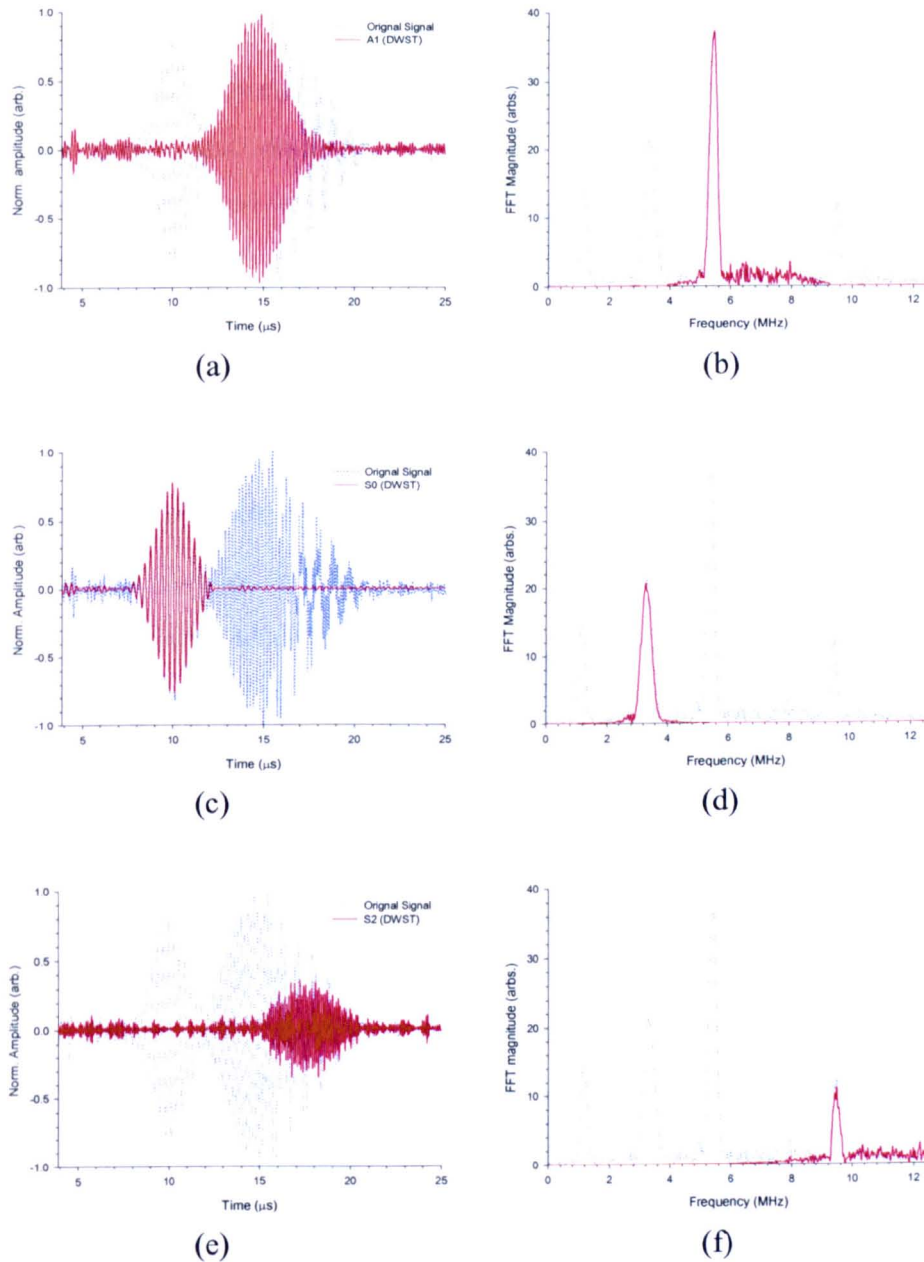 1.0
0.5
0.0
-0.5
-1.0
Norm. amplitude (arb.)
Orignal Signal
A1 (DWST)
5 10 15 20 25
Time (μs)
(a)
40
30
20
10
0
FFT Magnitude (arbs.)
0 2 4 6 8 10 12
Frequency (MHz)
(b)
1.0
0.5
0.0
-0.5
-1.0
Norm. Amplitude (arb.)
Orignal Signal
S0 (DWST)
5 10 15 20 25
Time (μs)
(c)
40
30
20
10
0
FFT Magnitude (arbs.)
0 2 4 6 8 10 12
Frequency (MHz)
(d)
1.0
0.5
0.0
-0.5
-1.0
Norm. Amplitude (arb.)
Orignal Signal
S2 (DWST)
5 10 15 20 25
Time (μs)
(e)
40
30
20
10
0
FFT magnitude (arbs.)
0 2 4 6 8 10 12
Frequency (MHz)
(f)